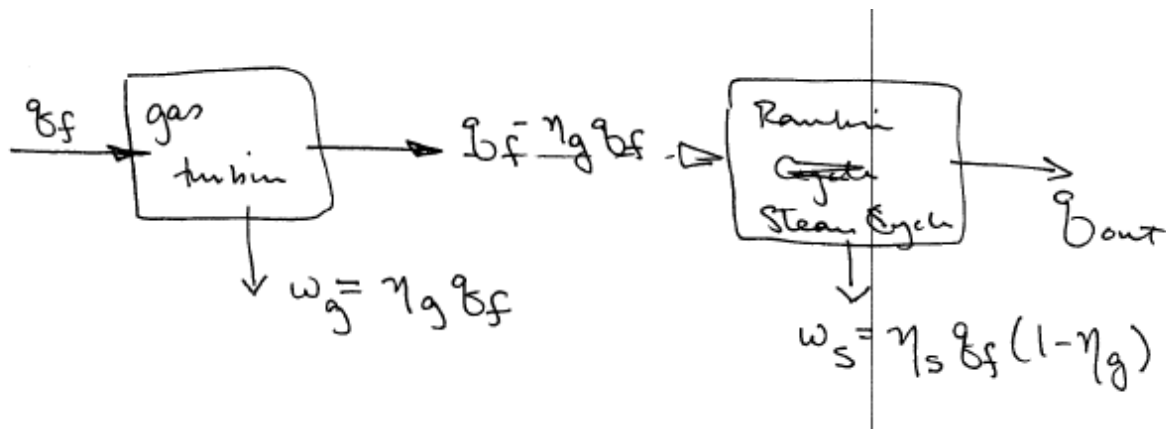 q_f
gas
turbin
w_g = η_g q_f
q_f - η_g q_f
Rankin
Cycle
Steam Cycle
q_out
w_s = η_s q_f (1-η_g)